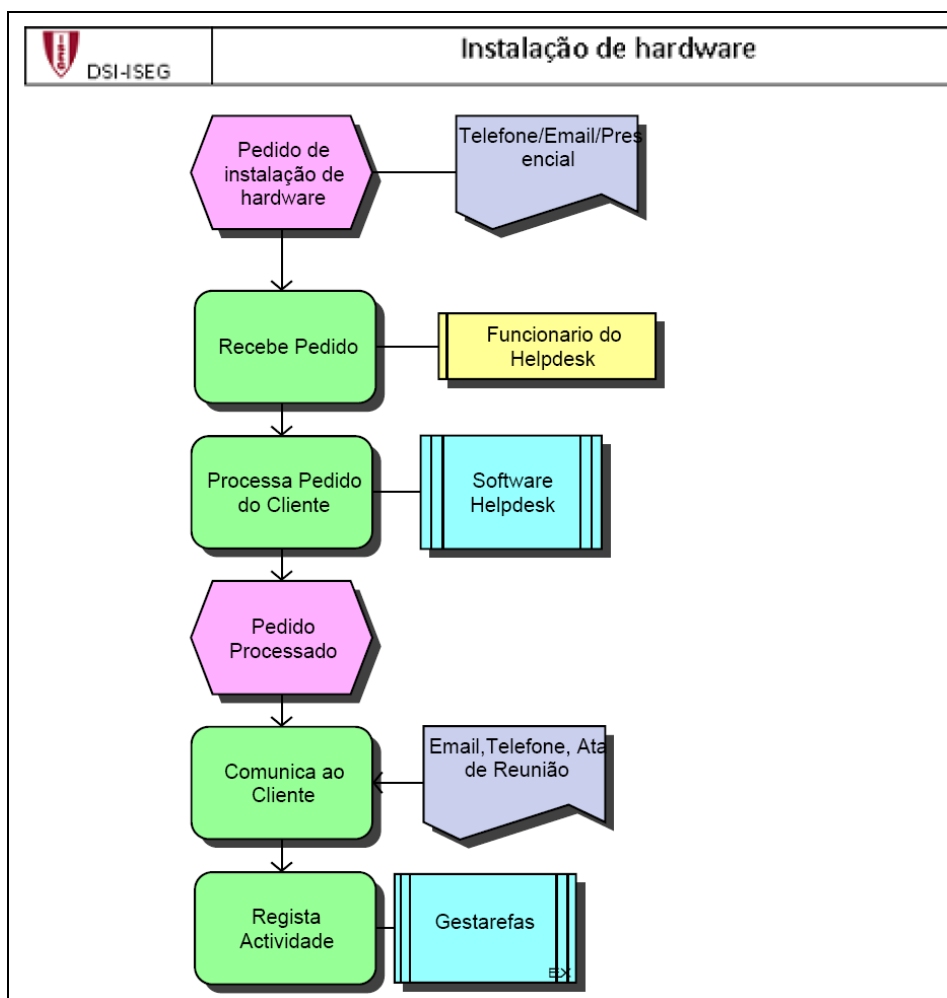 DSI-ISEG
Instalação de hardware
Pedido de
instalação de
hardware
Telefone/Email/Pres
encial
Recebe Pedido
Funcionario do
Helpdesk
Processa Pedido
do Cliente
Software
Helpdesk
Pedido
Processado
Comunica ao
Cliente
Email,Telefone, Ata
de Reunião
Regista
Actividade
Gestarefas
EX